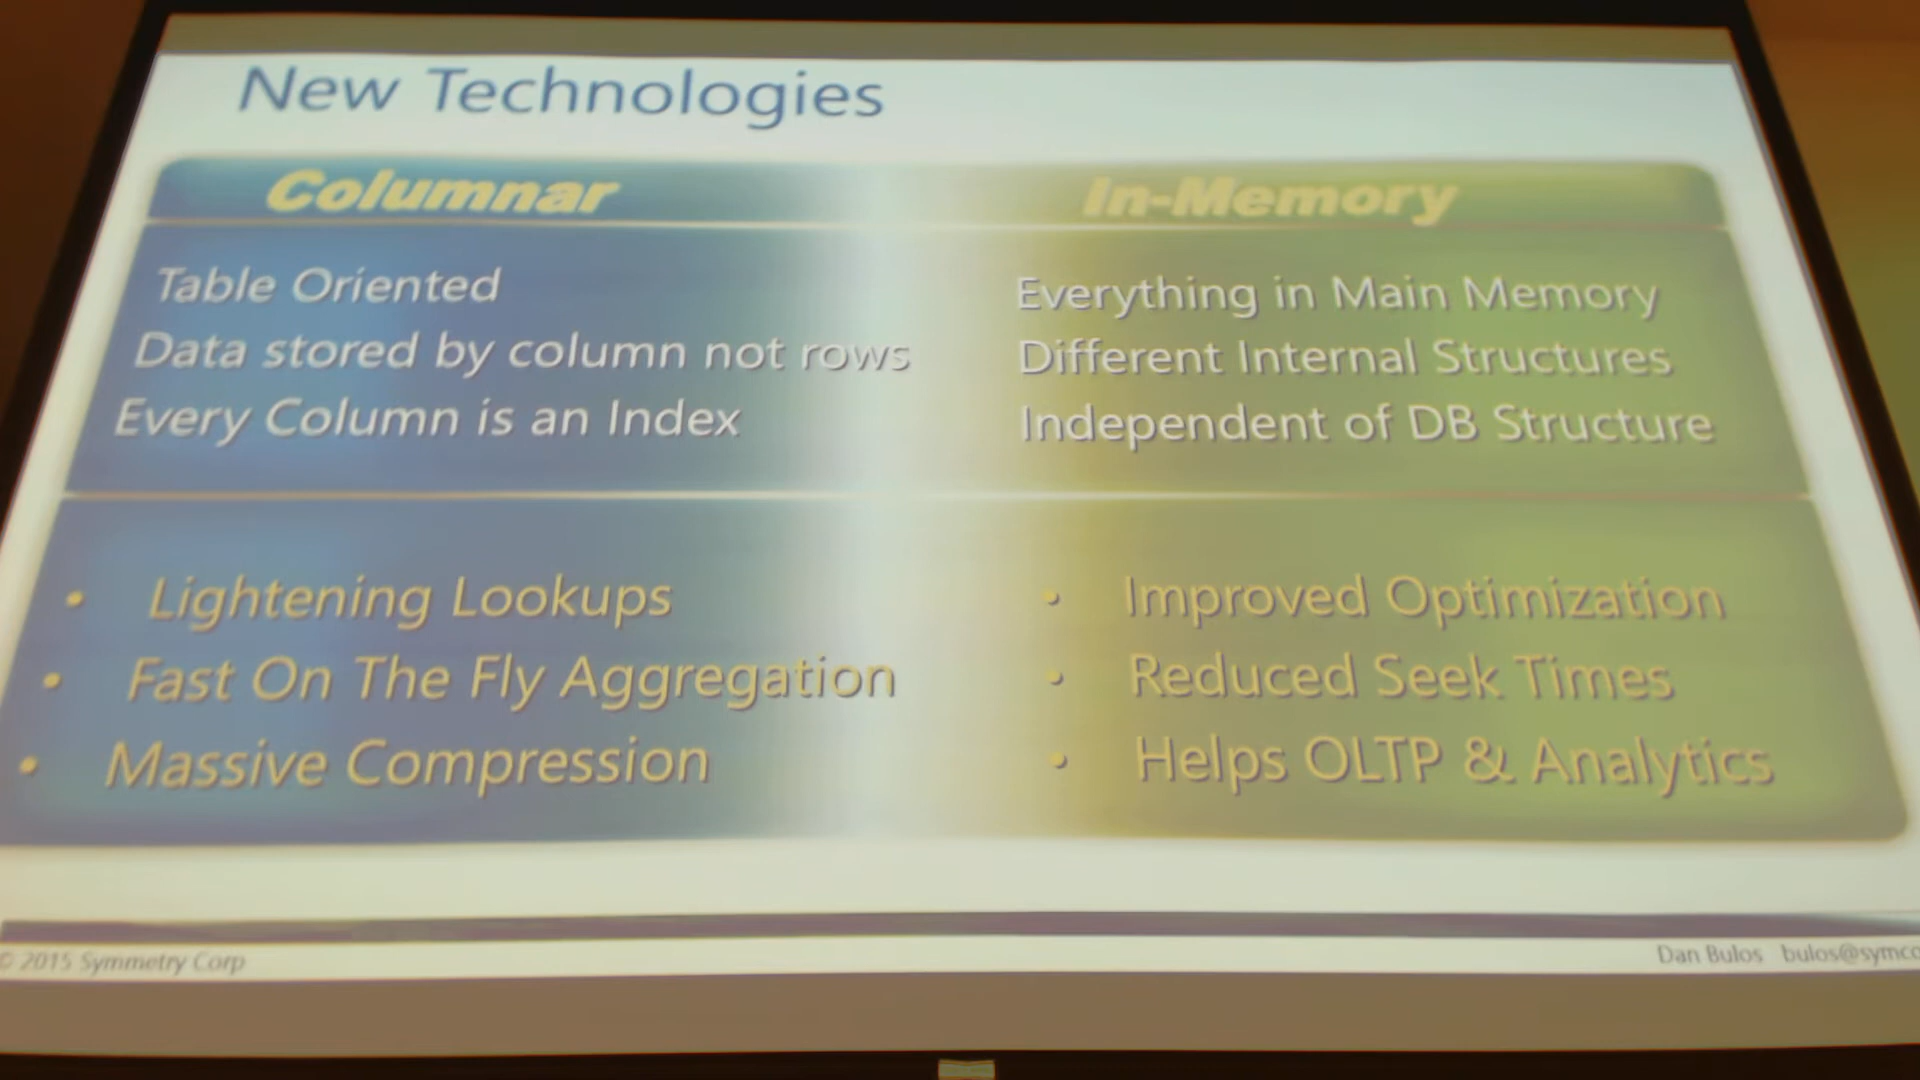 New Technologies
Columnar
Table Oriented
Data stored by column not rows
Every Column is an Index
• Lightening Lookups
• Fast On The Fly Aggregation
• Massive Compression
In-Memory
Everything in Main Memory
Different Internal Structures
Independent of DB Structure
• Improved Optimization
• Reduced Seek Times
• Helps OLTP & Analytics
© 2015 Symmetry Corp
Dan Bulos bulos@symco